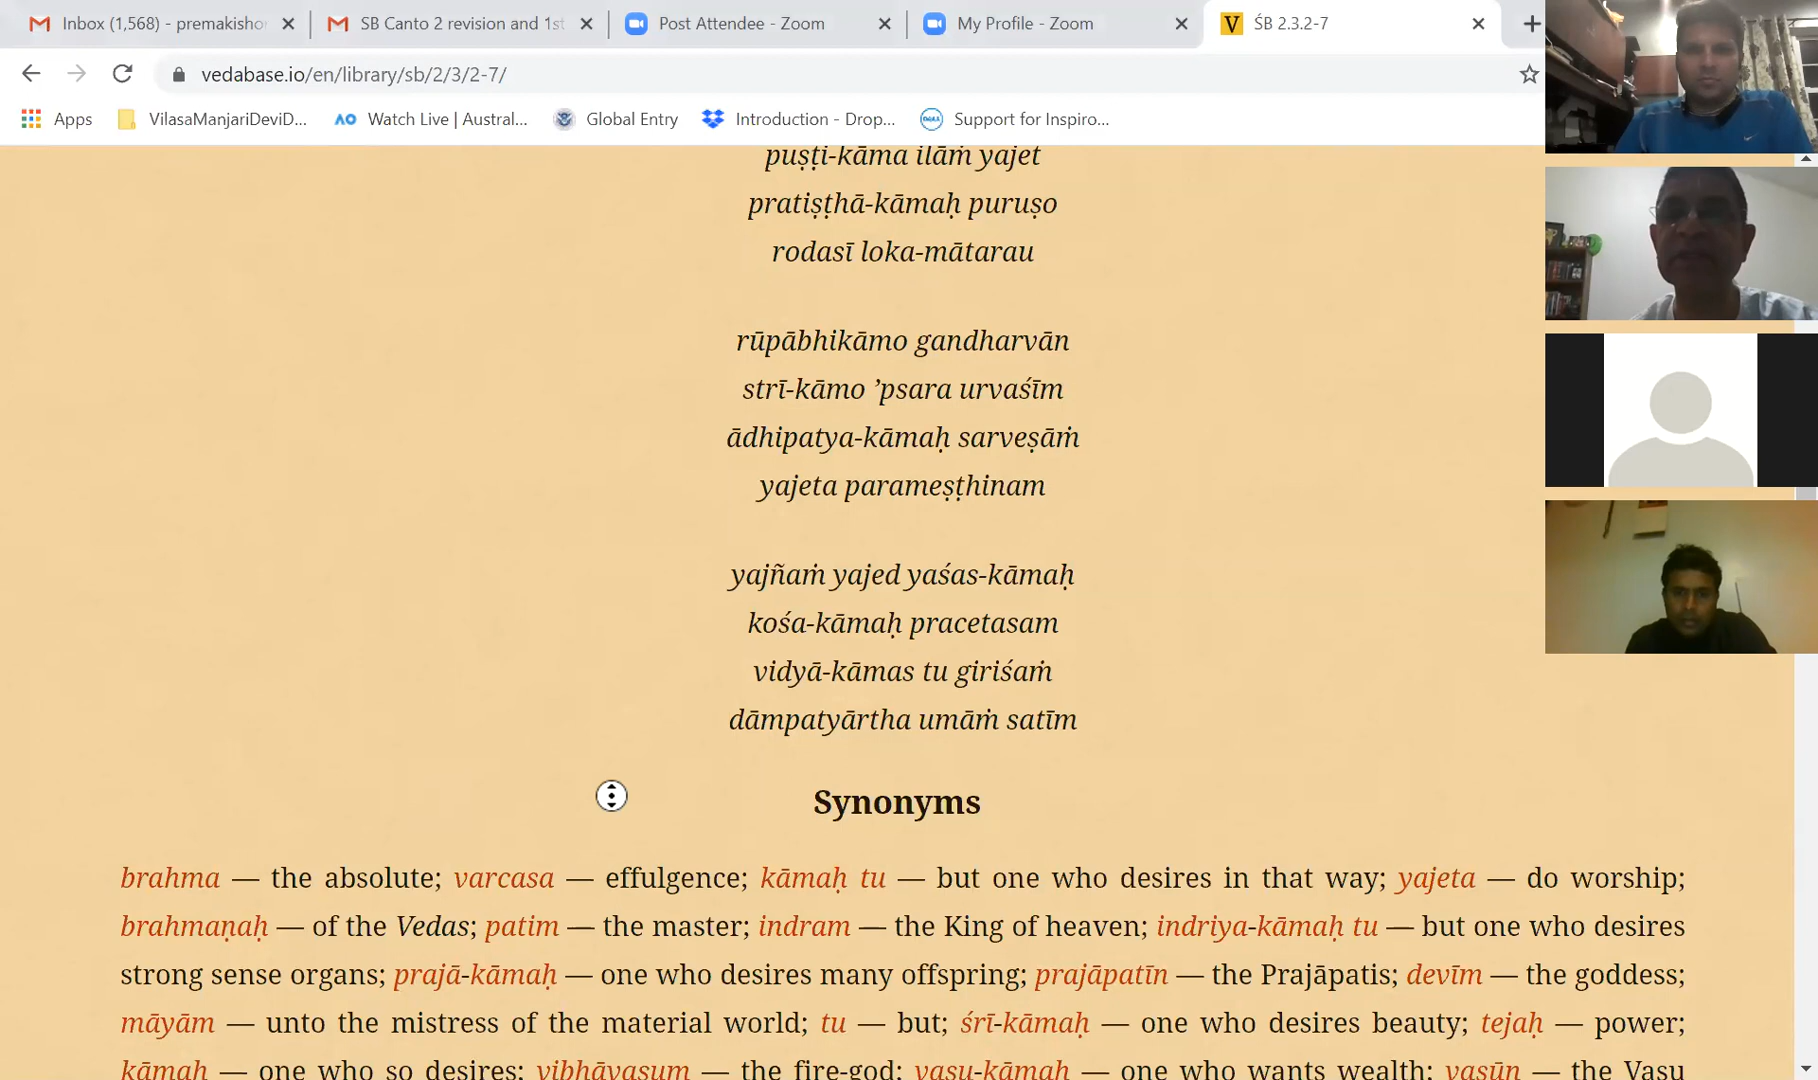 Inbox (1,568) - premakisho
SB Canto 2 revision and 1st
Post Attendee - Zoom
My Profile - Zoom
ŚB 2.3.2-7
vedabase.io/en/library/sb/2/3/2-7/
Apps
VilasaManjariDeviD...
Watch Live | Austral...
Global Entry
Introduction - Drop...
Support for Inspiro...
puṣṭi-kāma ilāṁ yajet
pratiṣṭhā-kāmaḥ puruṣo
rodasī loka-mātarau
rūpābhikāmo gandharvān
strī-kāmo ’psara urvaśīm
ādhipatya-kāmaḥ sarveṣāṁ
yajeta parameṣṭhinam
yajñaṁ yajed yaśas-kāmaḥ
kośa-kāmaḥ pracetasam
vidyā-kāmas tu giriśaṁ
dāmpatyārtha umāṁ satīm
Synonyms
brahma — the absolute; varcasa — effulgence; kāmaḥ tu — but one who desires in that way; yajeta — do worship;
brahmaṇaḥ — of the Vedas; patim — the master; indram — the King of heaven; indriya-kāmaḥ tu — but one who desires
strong sense organs; prajā-kāmaḥ — one who desires many offspring; prajāpatīn — the Prajāpatis; devīm — the goddess;
māyām — unto the mistress of the material world; tu — but; śrī-kāmaḥ — one who desires beauty; tejaḥ — power;
kāmaḥ — one who so desires; vibhāvasum — the fire-god; vasu-kāmaḥ — one who wants wealth; vasūn — the Vasu